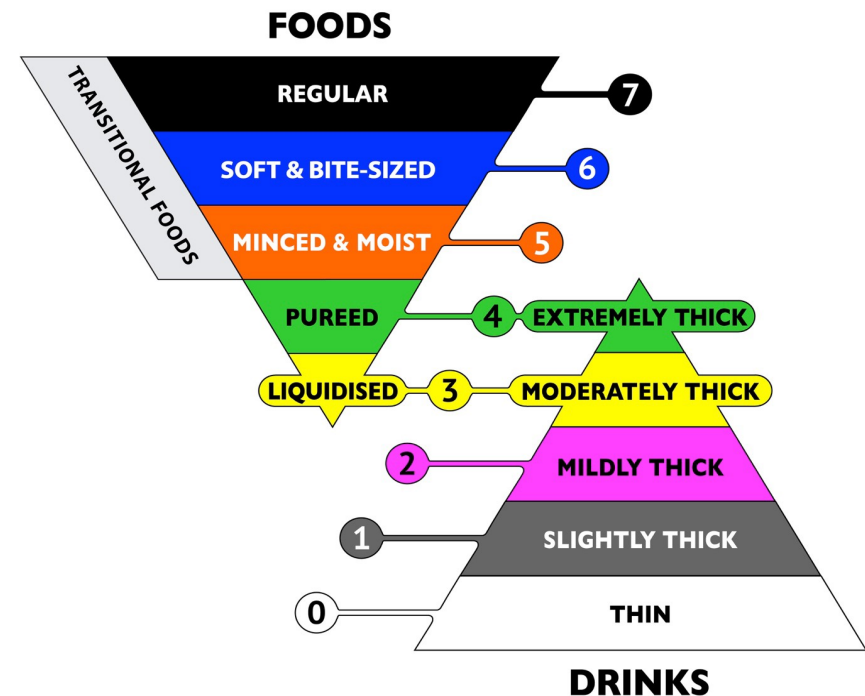 FOODS
TRANSITIONAL FOODS
REGULAR
7
SOFT & BITE-SIZED
6
MINCED & MOIST
5
PUREED
4
EXTREMELY THICK
LIQUIDISED
3
MODERATELY THICK
2
MILDLY THICK
1
SLIGHTLY THICK
0
THIN
DRINKS